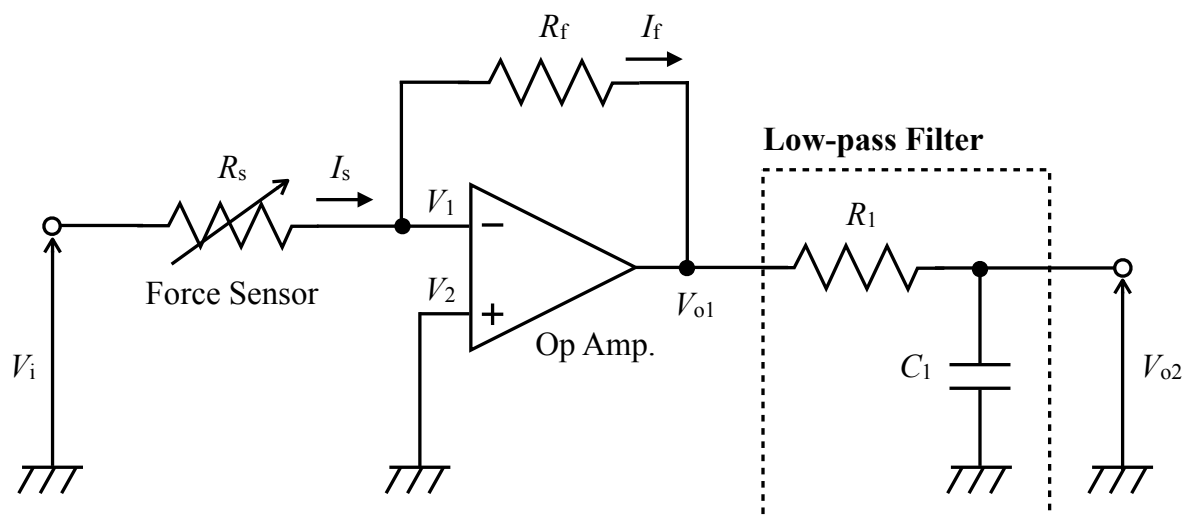 Rf
If
Low-pass Filter
Rs
Is
V1
−
R1
Force Sensor
V2
+
Vo1
Op Amp.
Vi
C1
Vo2